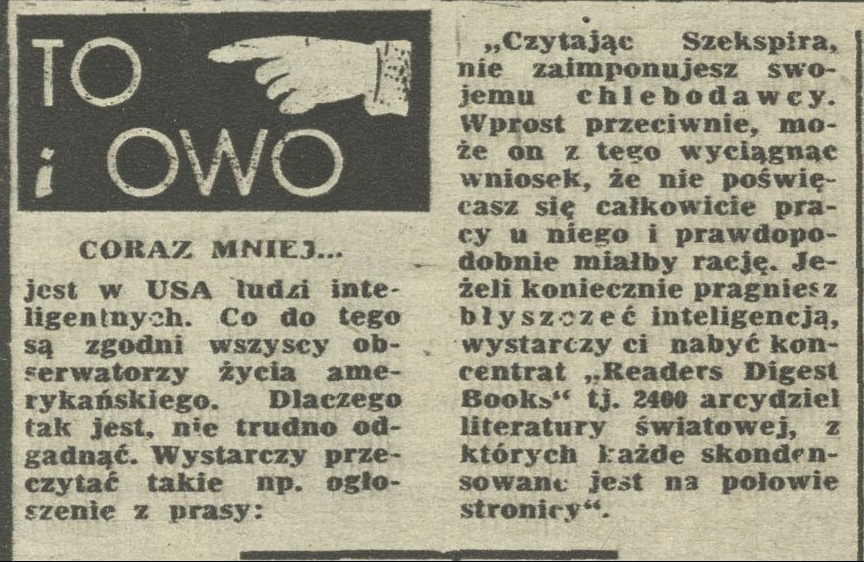 TO
i OWO
CORAZ MNIEJ...
jest w USA ludzi inte-
ligentnych. Co do tego
są zgodni wszyscy ob-
serwatorzy życia ame-
rykańskiego. Dlaczego
tak jest, nie trudno od-
gadnąć. Wystarczy prze-
czytać takie np. ogło-
szenie z prasy:
„Czytając Szekspira,
nie zaimponujesz swo-
jemu chlebodawcy.
Wprost przeciwnie, mo-
że on z tego wyciągnąć
wniosek, że nie poświę-
casz się całkowicie pra-
cy u niego i prawdopo-
dobnie miałby rację. Je-
żeli koniecznie pragniesz
błyszczeć inteligencją,
wystarczy ci nabyć kon-
centrat „Readers Digest
Books“ tj. 2400 arcydzieł
literatury światowej, z
których każde skonden-
sowane jest na połowie
stronicy“.